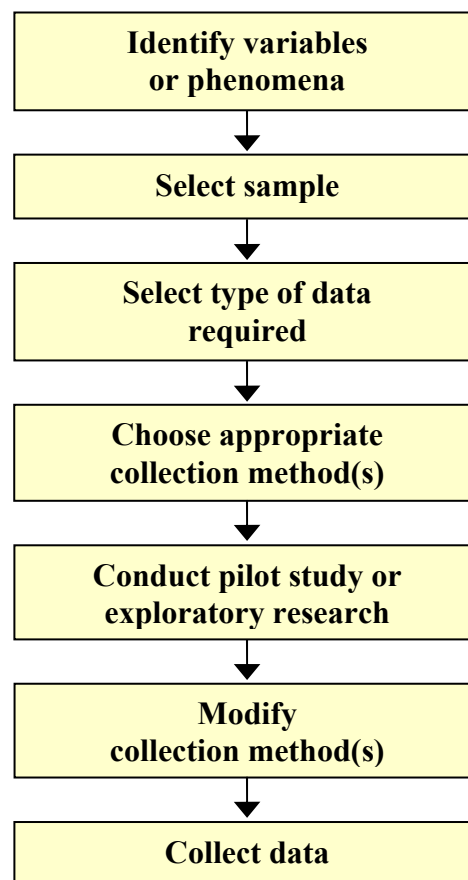 Identify variables
or phenomena
Select sample
Select type of data
required
Choose appropriate
collection method(s)
Conduct pilot study or
exploratory research
Modify
collection method(s)
Collect data